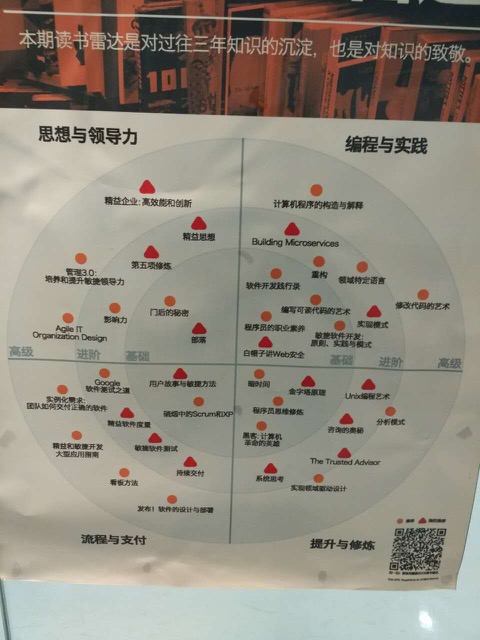 本期读书雷达是对过往三年知识的沉淀，也是对知识的致敬。
思想与领导力
编程与实践
精益企业: 高效能和创新
精益思想
第五项修炼
管理3.0:
培养和提升敏捷领导力
门后的秘密
影响力
Agile IT
Organization Design
部落
计算机程序的构造与解释
Building Microservices
重构
领域特定语言
软件开发践行录
修改代码的艺术
编写可读代码的艺术
实现模式
程序员的职业素养
敏捷软件开发:
原则、实践与模式
白帽子讲Web安全
高级
进阶
基础
基础
进阶
高级
Google
软件测试之道
用户故事与敏捷方法
实例化需求:
团队如何交付正确的软件
硝烟中的Scrum和XP
精益软件度量
精益和敏捷开发
大型应用指南
敏捷软件测试
持续交付
看板方法
发布! 软件的设计与部署
暗时间
金字塔原理
Unix编程艺术
程序员思维修炼
分析模式
咨询的奥秘
黑客: 计算机
革命的英雄
The Trusted Advisor
系统思考
实现领域驱动设计
流程与支付
提升与修炼